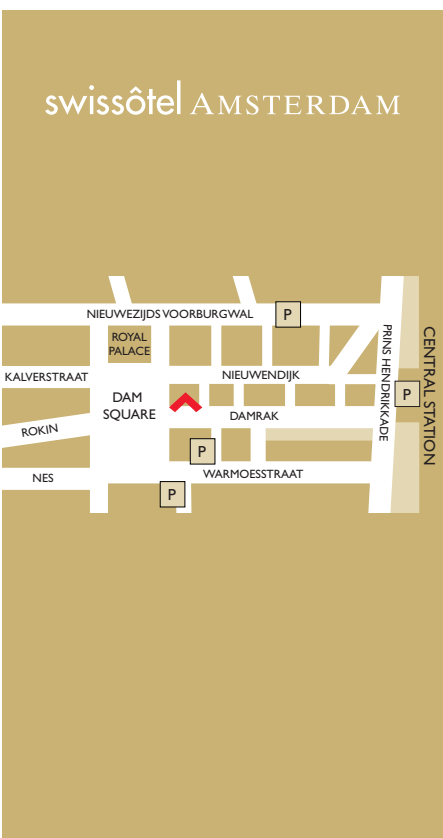 swissôtel AMSTERDAM
NIEUWEZIJDS VOORBURGWAL
P
ROYAL
PALACE
PRINS HENDRIKKADE
CENTRAL STATION
KALVERSTRAAT
NIEUWENDIJK
P
DAM
SQUARE
DAMRAK
ROKIN
P
NES
WARMOESSTRAAT
P